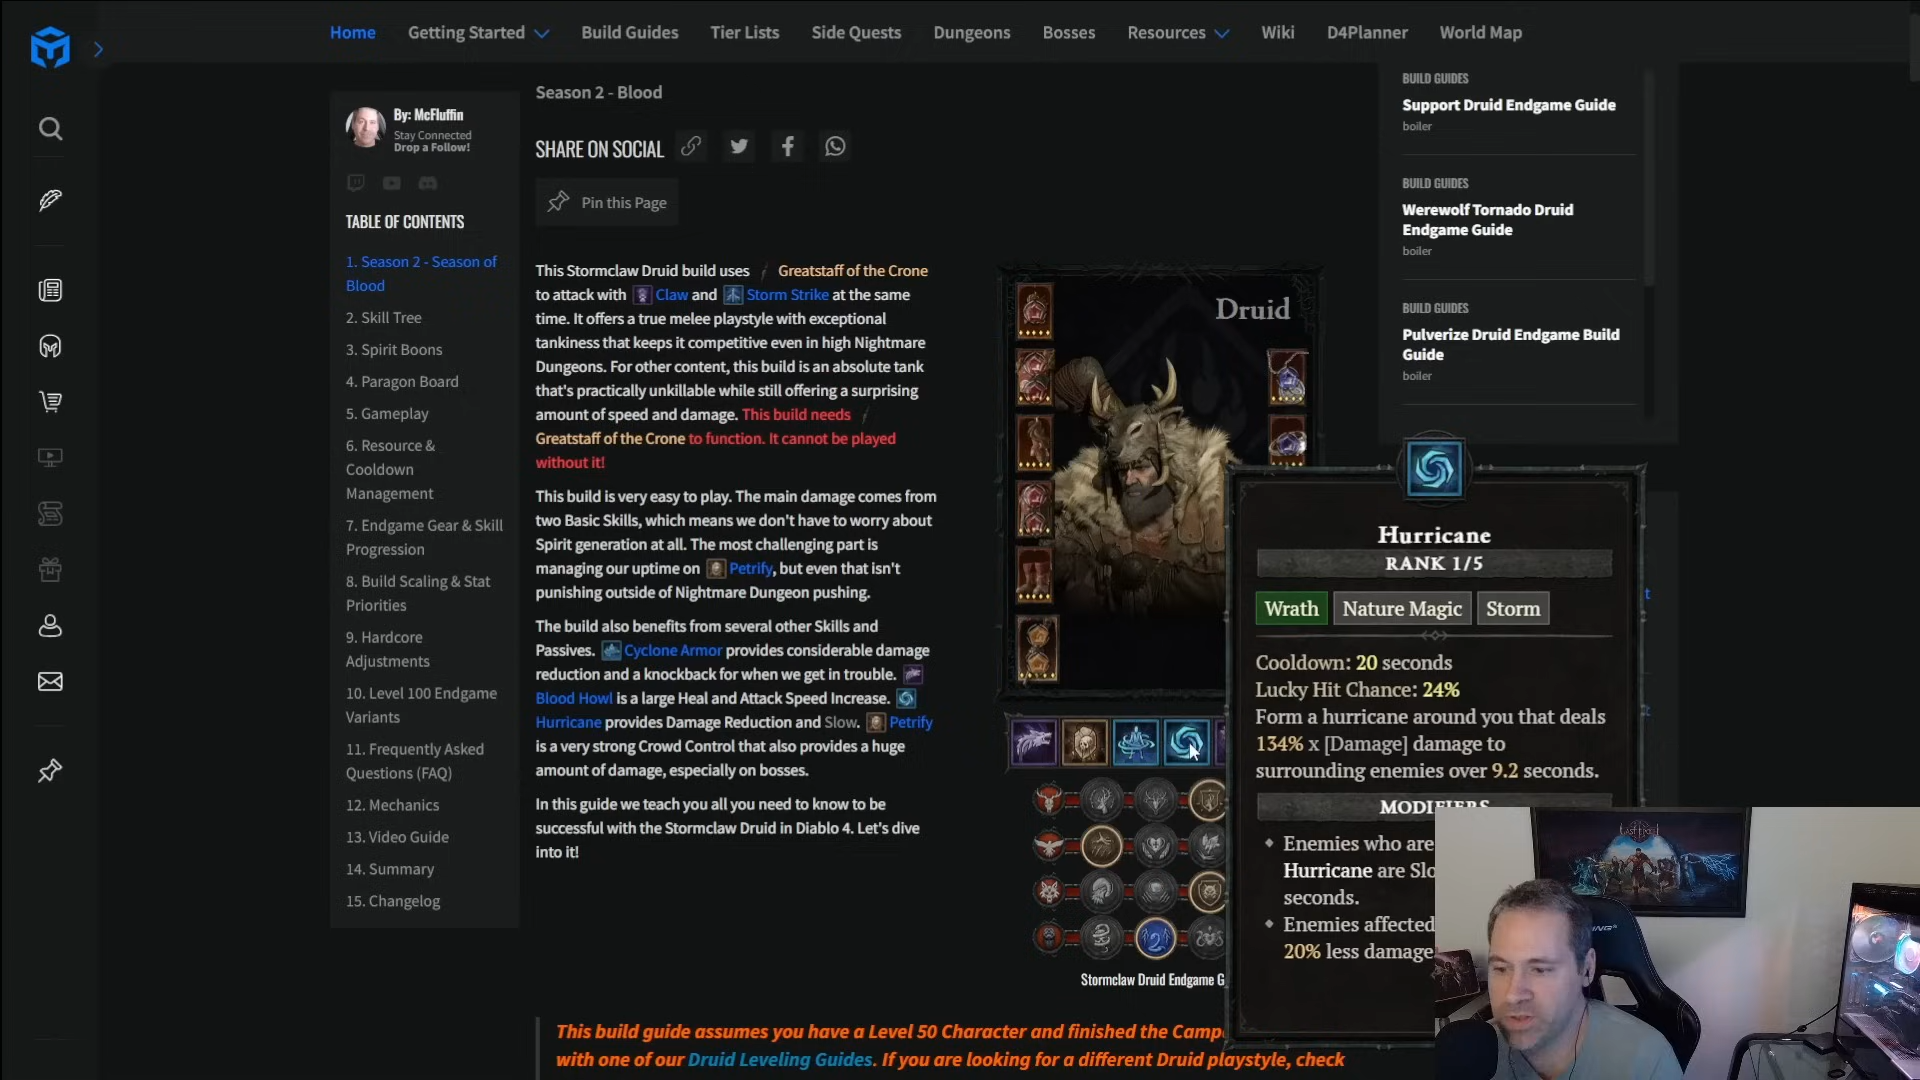 Home
Getting Started
Build Guides
Tier Lists
Side Quests
Dungeons
Bosses
Resources
Wiki
D4Planner
World Map
By: McFluffin
Stay Connected
Drop a Follow!
TABLE OF CONTENTS
1. Season 2 - Season of
Blood
2. Skill Tree
3. Spirit Boons
4. Paragon Board
5. Gameplay
6. Resource &
Cooldown
Management
7. Endgame Gear & Skill
Progression
8. Build Scaling & Stat
Priorities
9. Hardcore
Adjustments
10. Level 100 Endgame
Variants
11. Frequently Asked
Questions (FAQ)
12. Mechanics
13. Video Guide
14. Summary
15. Changelog
Season 2 - Blood
SHARE ON SOCIAL
Pin this Page
This Stormclaw Druid build uses Greatstaff of the Crone
to attack with Claw and Storm Strike at the same
time. It offers a true melee playstyle with exceptional
tankiness that keeps it competitive even in high Nightmare
Dungeons. For other content, this build is an absolute tank
that's practically unkillable while still offering a surprising
amount of speed and damage. This build needs
Greatstaff of the Crone to function. It cannot be played
without it!
This build is very easy to play. The main damage comes from
two Basic Skills, which means we don't have to worry about
Spirit generation at all. The most challenging part is
managing our uptime on Petrify, but even that isn't
punishing outside of Nightmare Dungeon pushing.
The build also benefits from several other Skills and
Passives. Cyclone Armor provides considerable damage
reduction and a knockback for when we get in trouble.
Blood Howl is a large Heal and Attack Speed Increase.
Hurricane provides Damage Reduction and Slow. Petrify
is a very strong Crowd Control that also provides a huge
amount of damage, especially on bosses.
In this guide we teach you all you need to know to be
successful with the Stormclaw Druid in Diablo 4. Let's dive
into it!
Druid
Stormclaw Druid Endgame G
This build guide assumes you have a Level 50 Character and finished the Camp
with one of our Druid Leveling Guides. If you are looking for a different Druid playstyle, check
BUILD GUIDES
Support Druid Endgame Guide
boiler
BUILD GUIDES
Werewolf Tornado Druid
Endgame Guide
boiler
BUILD GUIDES
Pulverize Druid Endgame Build
Guide
boiler
Hurricane
RANK 1/5
Wrath
Nature Magic
Storm
Cooldown: 20 seconds
Lucky Hit Chance: 24%
Form a hurricane around you that deals
134% x [Damage] damage to
surrounding enemies over 9.2 seconds.
MODIFIERS
Enemies who are
Hurricane are Slo
seconds.
Enemies affected
20% less damage
LAST EPOCH